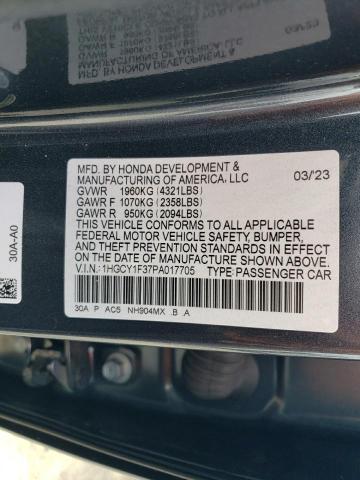 MFD. BY HONDA DEVELOPMENT &
MANUFACTURING OF AMERICA, LLC 03/23
GVWR 1960KG (4321LBS)
GAWR F 1070KG (2358LBS)
GAWR R 950KG (2094LBS)
THIS VEHICLE CONFORMS TO ALL APPLICABLE
FEDERAL MOTOR VEHICLE SAFETY, BUMPER,
AND THEFT PREVENTION STANDARDS IN EFFECT
ON THE DATE OF MANUFACTURE SHOWN ABOVE.
V.I.N.: 1HGCY1F37PA017705 TYPE PASSENGER CAR
30A P AC5 NH904MX .B .A
30A-A0